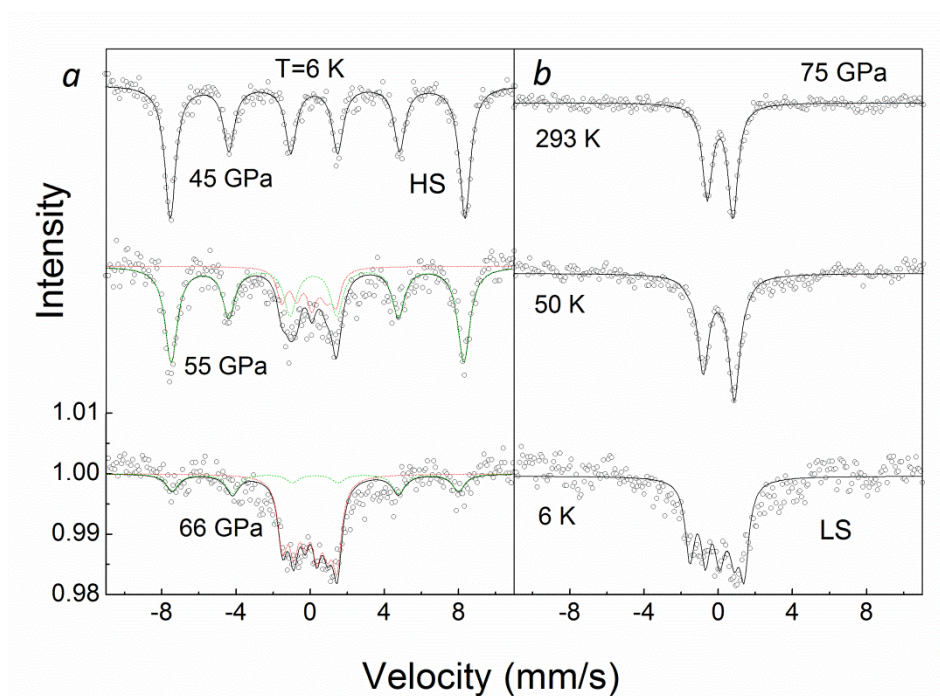 a
T=6 K
45 GPa
HS
55 GPa
66 GPa
b
75 GPa
293 K
50 K
6 K
LS
Intensity
1.01
1.00
0.99
0.98
-8 -4 0 4 8
-8 -4 0 4 8
Velocity (mm/s)